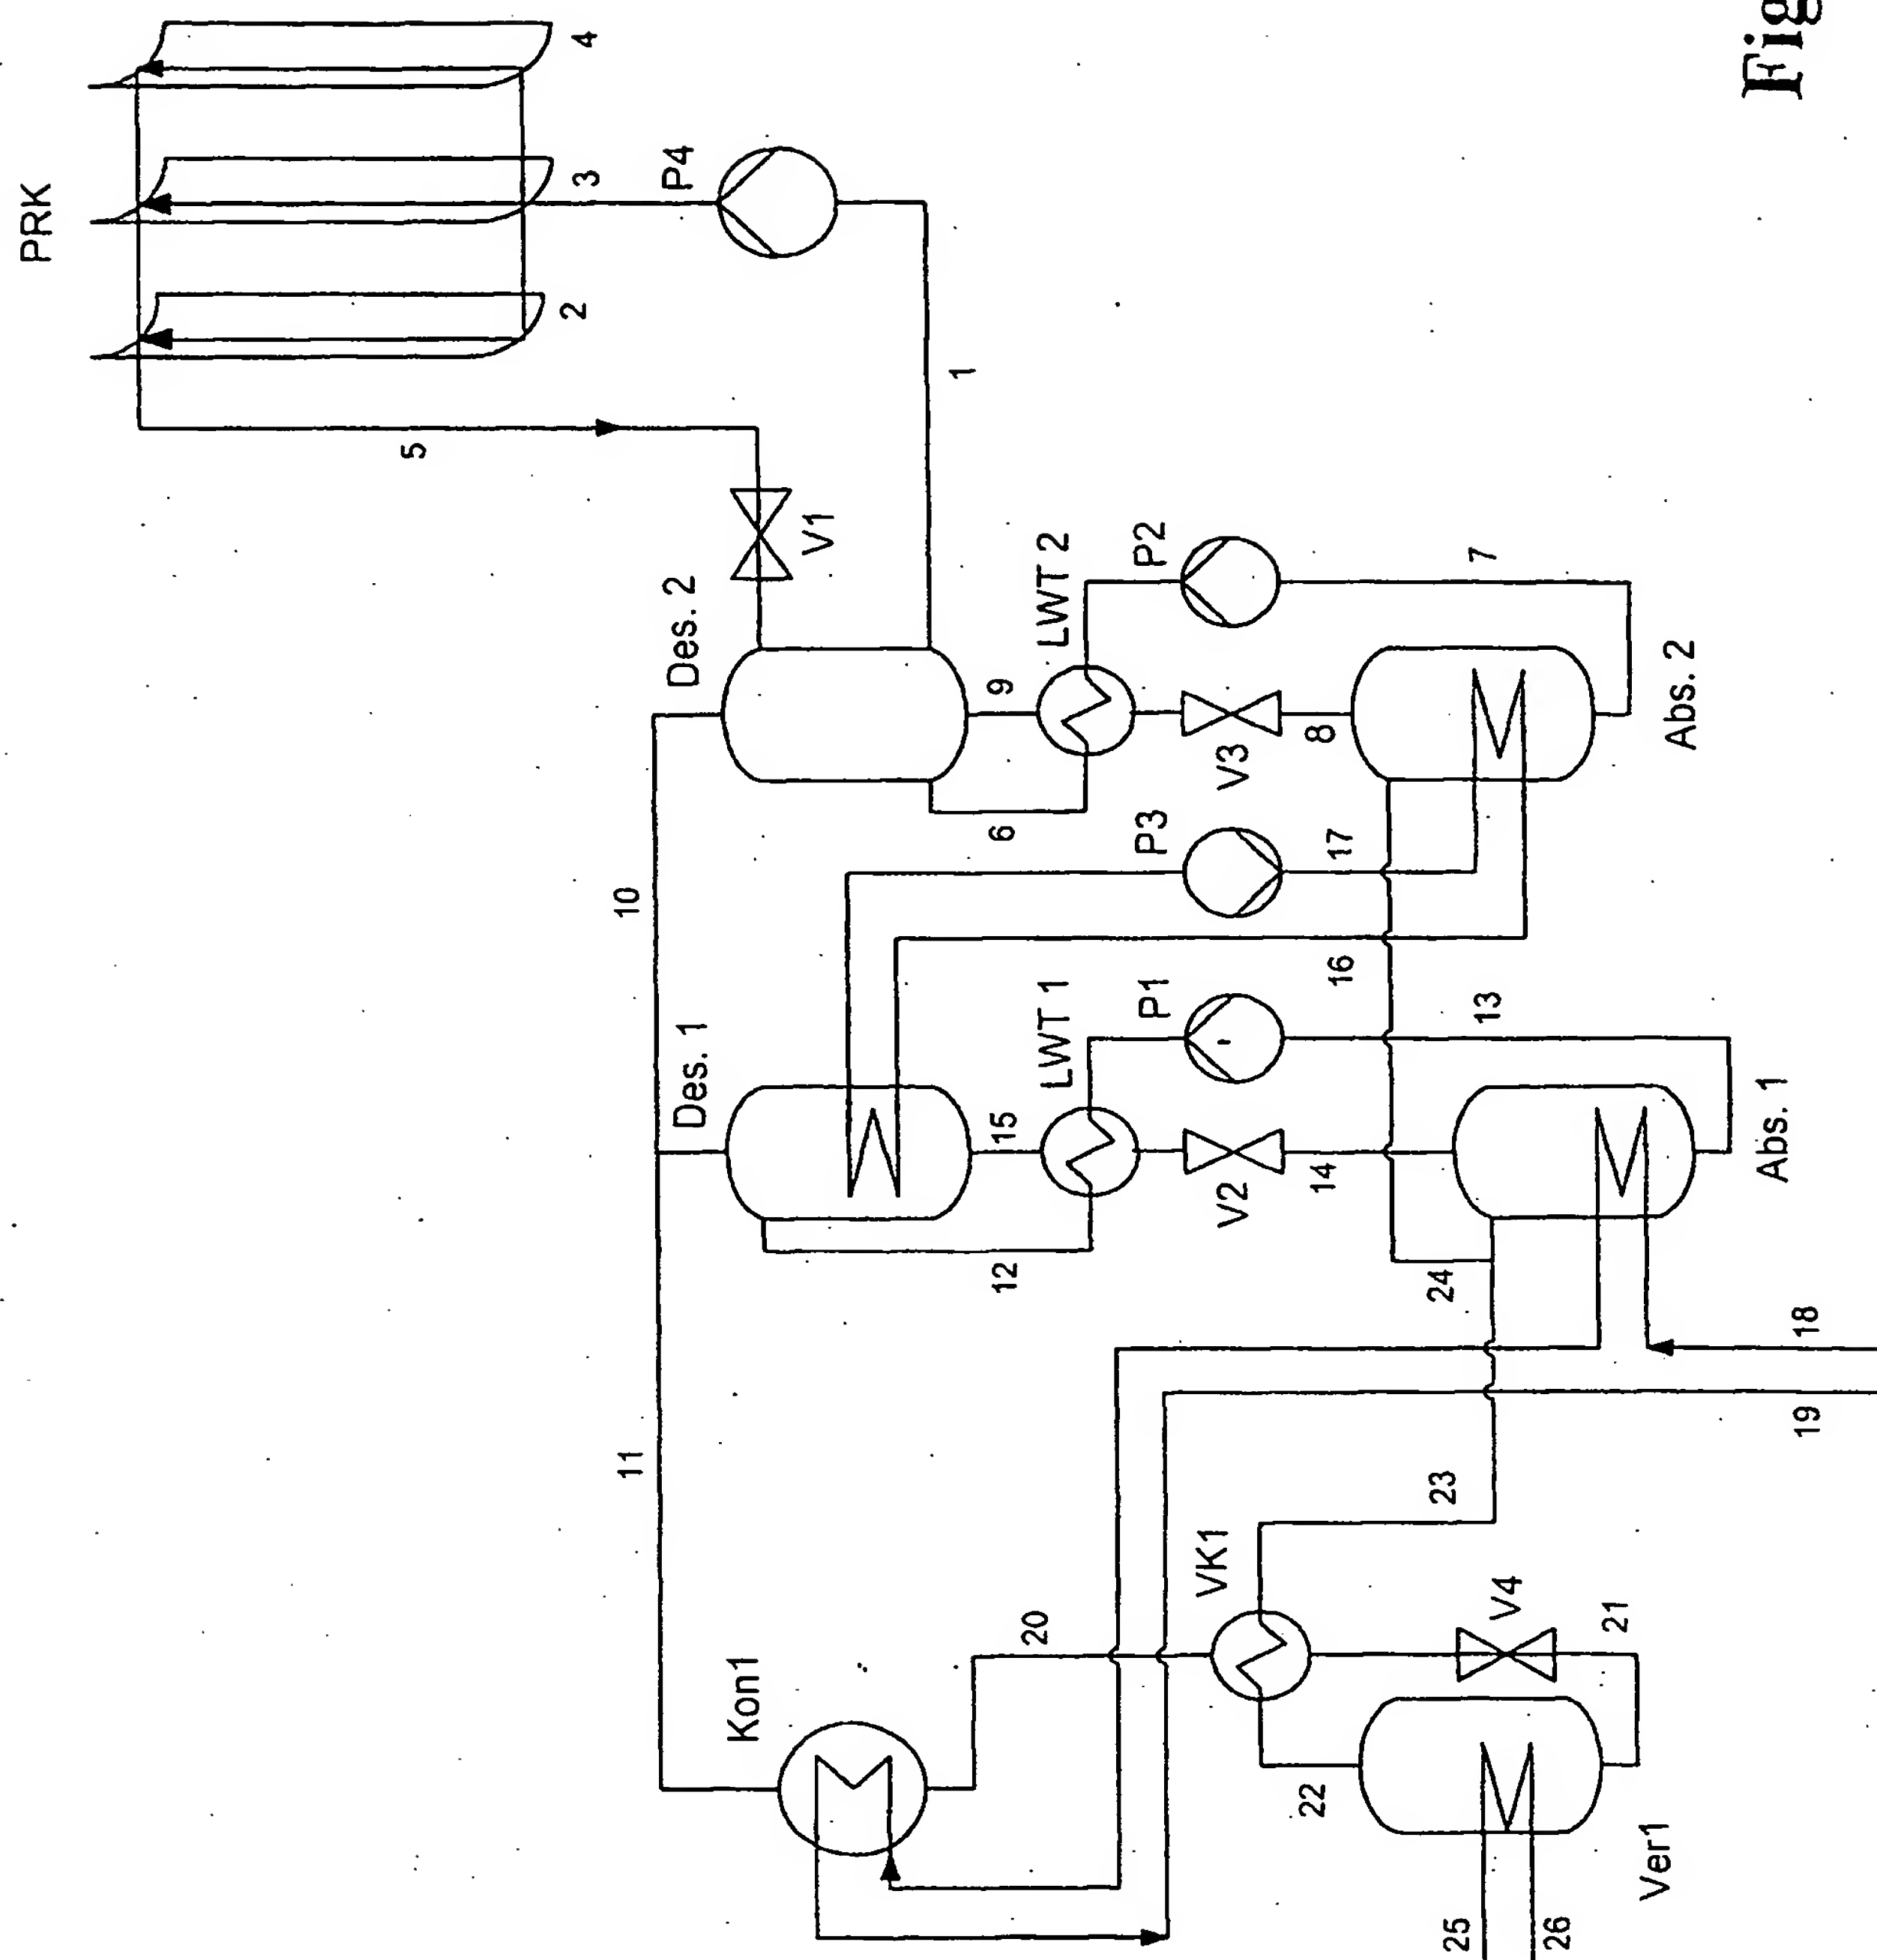 PRK
5
2
3
4
11
10
Des. 1
Des. 2
P4
Kon1
V1
1
12
15
6
9
20
LWT 1
LWT 2
VK1
P1
P3
P2
V2
V3
22
14
16
17
8
25
23
24
13
7
V4
26
21
Ver1
Abs. 2
Abs. 1
19
18
Fig